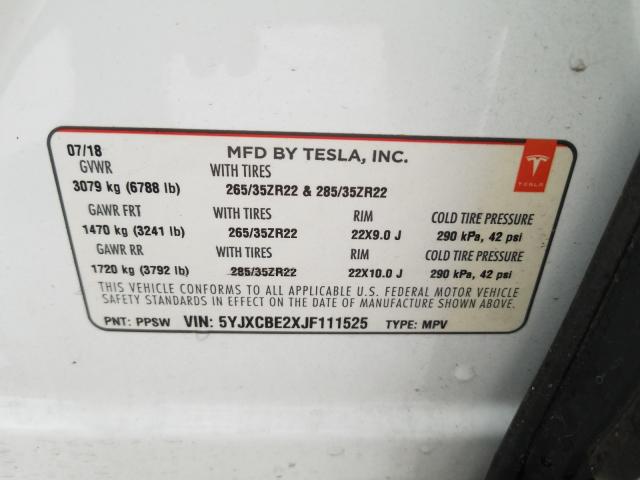 07/18 MFD BY TESLA, INC.
GVWR WITH TIRES
3079 kg (6788 lb) 265/35ZR22 & 285/35ZR22
GAWR FRT WITH TIRES RIM COLD TIRE PRESSURE
1470 kg (3241 lb) 265/35ZR22 22X9.0 J 290 kPa, 42 psi
GAWR RR WITH TIRES RIM COLD TIRE PRESSURE
1720 kg (3792 lb) 285/35ZR22 22X10.0 J 290 kPa, 42 psi
THIS VEHICLE CONFORMS TO ALL APPLICABLE U.S. FEDERAL MOTOR VEHICLE
SAFETY STANDARDS IN EFFECT ON THE DATE OF MANUFACTURE SHOWN ABOVE.
PNT: PPSW VIN: 5YJXCBE2XJF111525 TYPE: MPV
TESLA